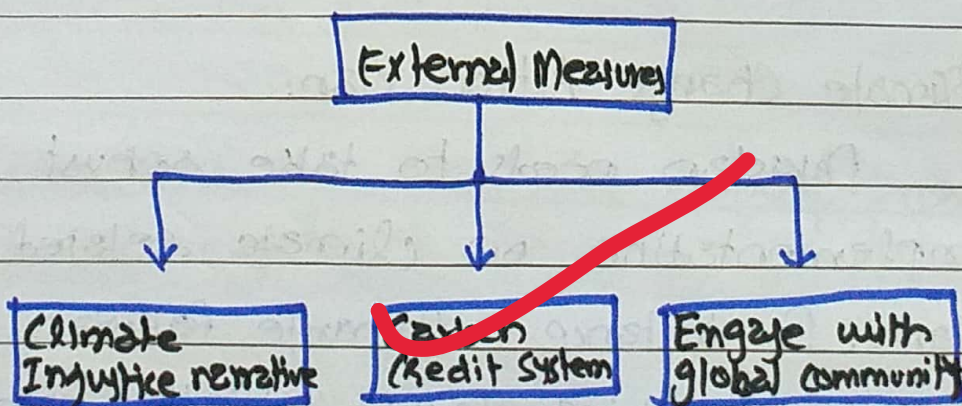 External Measures
Climate
Injustice narrative
Carbon
Credit system
Engage with
global community